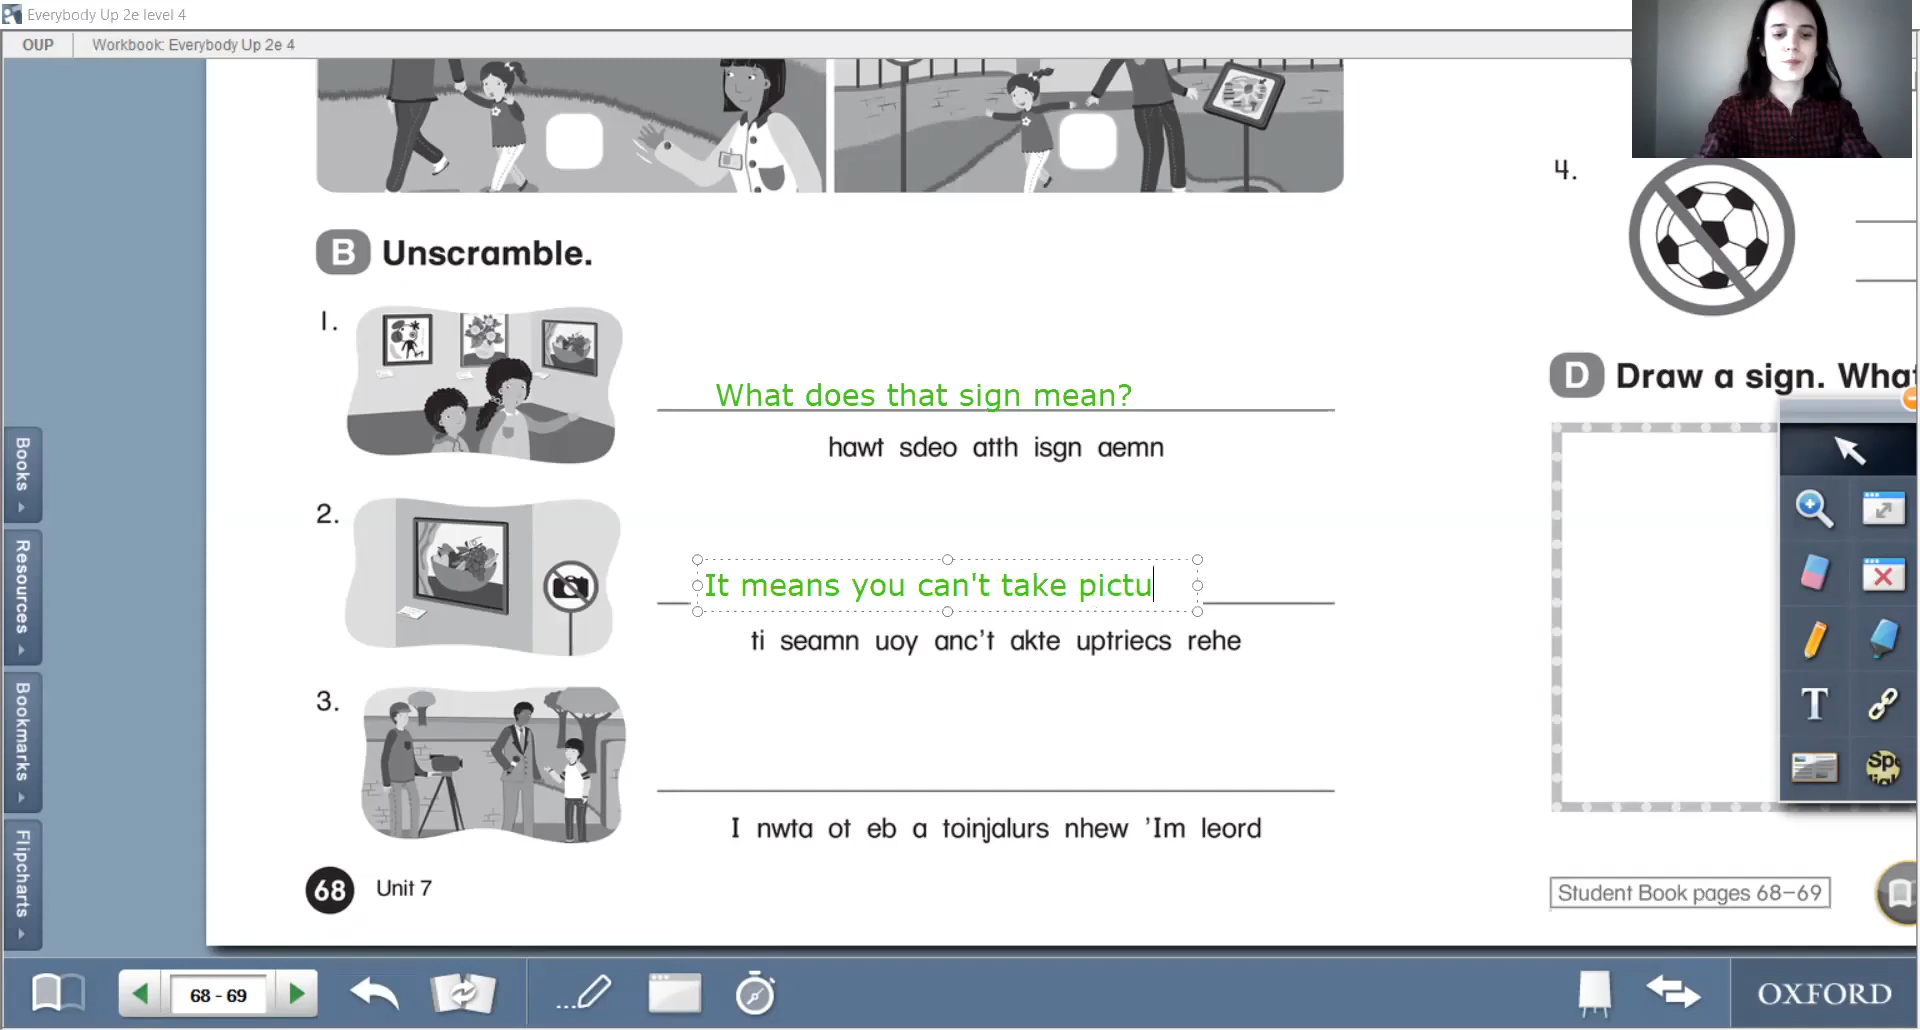 Everybody Up 2e level 4
OUP
Workbook: Everybody Up 2e 4
B Unscramble.
1.
What does that sign mean?
hawt sdeo atth isgn aemn
2.
It means you can't take pictu
ti seamn uoy anc't akte uptriecs rehe
3.
I nwta ot eb a toinjalurs nhew 'Im leord
68 Unit 7
4.
D Draw a sign. What
Student Book pages 68–69
Books
Resources
Bookmarks
Flipcharts
T
68 - 69
OXFORD